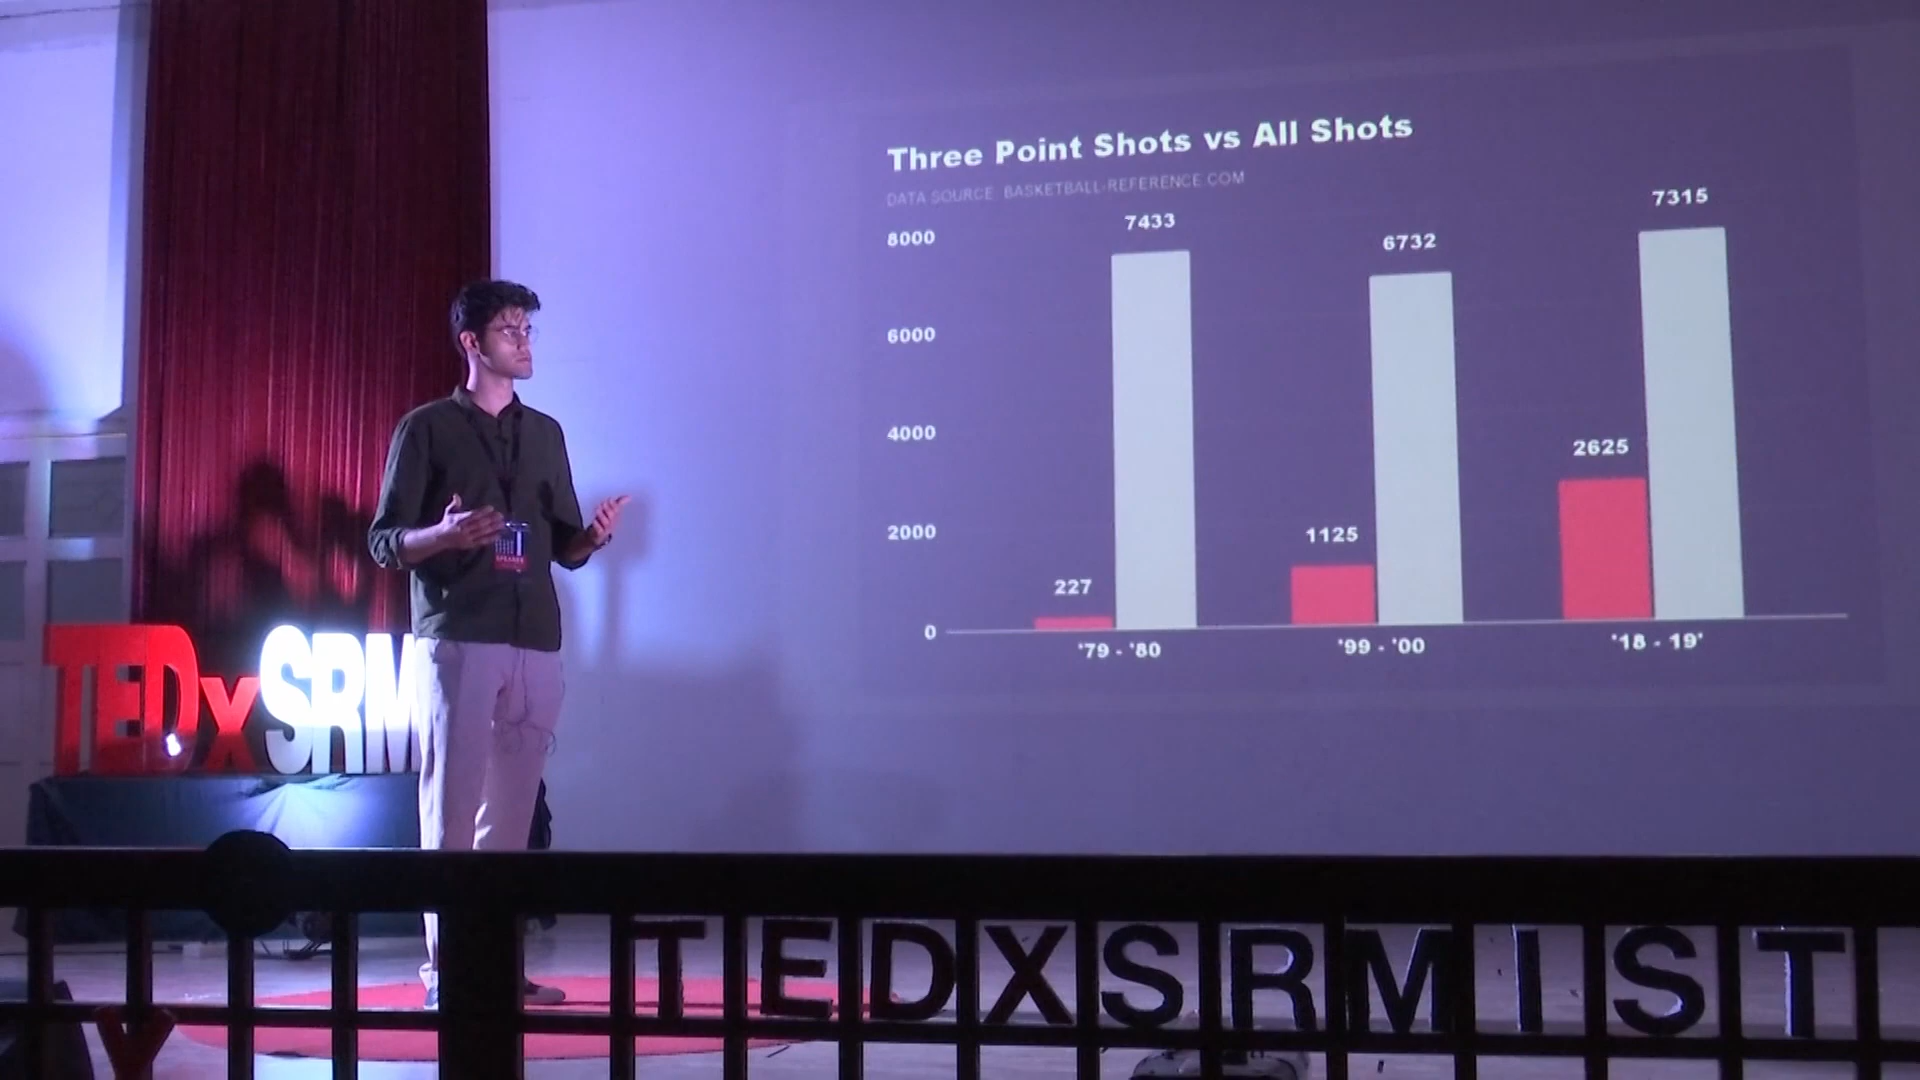 Three Point Shots vs All Shots
DATA SOURCE: BASKETBALL-REFERENCE.COM
8000
6000
4000
2000
0
227
7433
1125
6732
2625
7315
'79 - '80
'99 - '00
'18 - 19'
SPEAKER
TEDxSRM
TEDXSRMIST